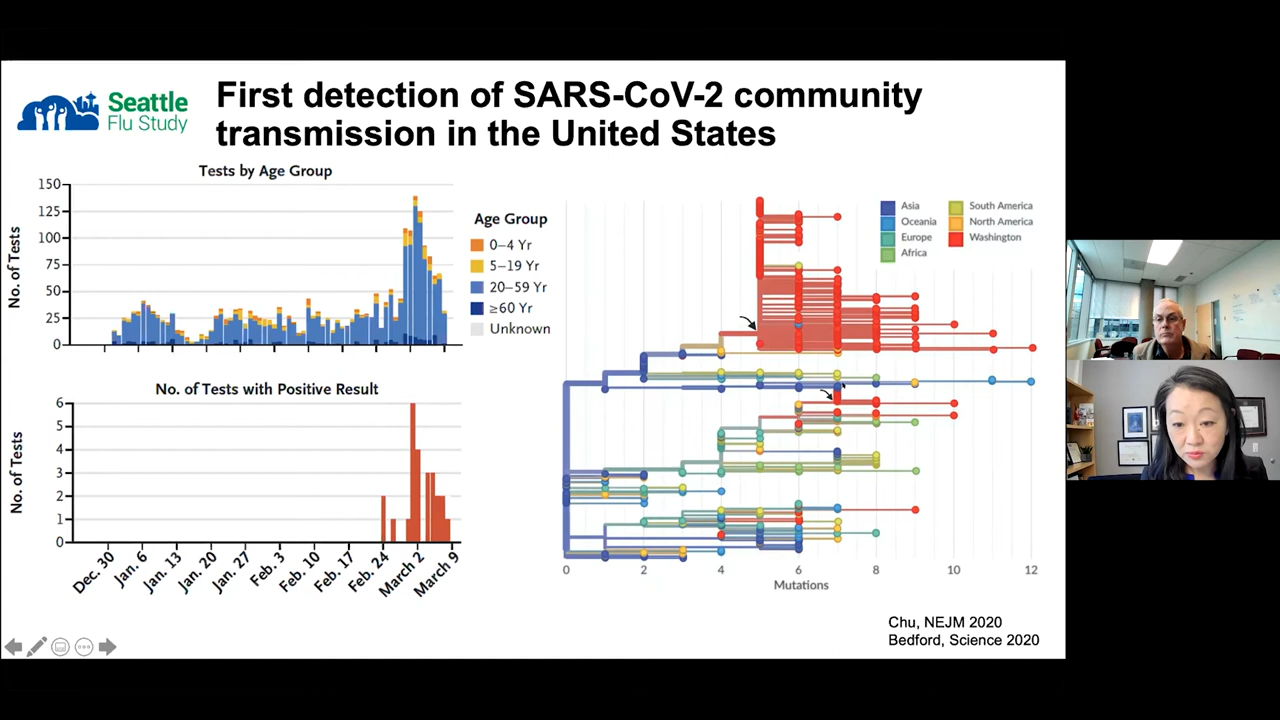 Seattle
Flu Study
First detection of SARS-CoV-2 community
transmission in the United States
Tests by Age Group
No. of Tests
150
125
100
75
50
25
0
Age Group
0–4 Yr
5–19 Yr
20–59 Yr
≥60 Yr
Unknown
No. of Tests with Positive Result
No. of Tests
6
5
4
3
2
1
0
Dec. 30
Jan. 6
Jan. 13
Jan. 20
Jan. 27
Feb. 3
Feb. 10
Feb. 17
Feb. 24
March 2
March 9
Asia
Oceania
Europe
Africa
South America
North America
Washington
0 2 4 6 8 10 12
Mutations
Chu, NEJM 2020
Bedford, Science 2020